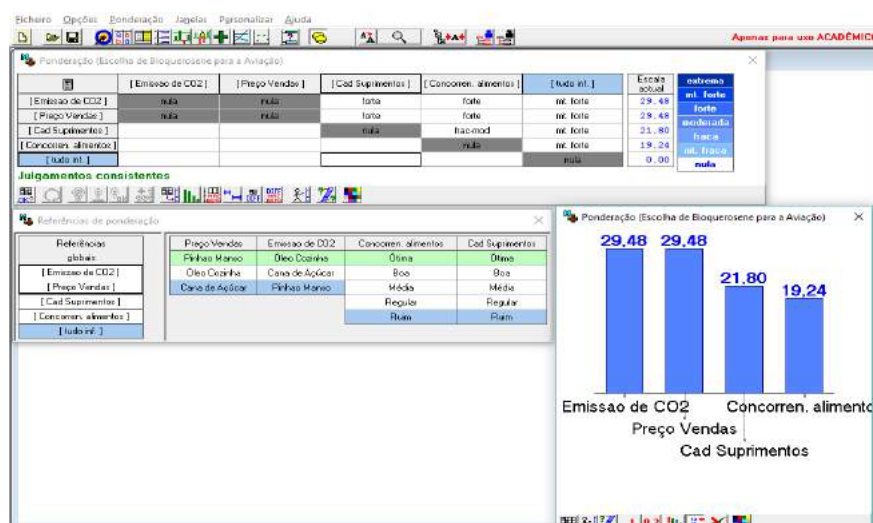 Ficheiro Opções Ponderação Janelas Personalizar Ajuda
Apenas para uso ACADÉMICO
Ponderação (Escolha de Bioquerosene para a Aviação)
[ Emissao de CO2 ] [ Preço Vendas ] [ Cad Suprimentos ] [ Concorren. alimentos ] [ tudo inf. ] Escala actual
[ Emissao de CO2 ] nula nula forte forte mt. forte 29.48
[ Preço Vendas ] nula nula forte forte mt. forte 29.48
[ Cad Suprimentos ] nula frac-mod mt. forte 21.80
[ Concorren. alimentos ] nula mt. forte 19.24
[ tudo inf. ] nula 0.00
extrema
mt. forte
forte
moderada
fraca
mt. fraca
nula
Julgamentos consistentes
Referências de ponderação
Referências globais
[ Emissao de CO2 ]
[ Preço Vendas ]
[ Cad Suprimentos ]
[ Concorren. alimentos ]
[ tudo inf. ]
Preço Vendas Emissao de CO2 Concorren. alimentos Cad Suprimentos
Pinhao Manso Óleo Cozinha Ótima Ótima
Óleo Cozinha Cana de Açúcar Boa Boa
Cana de Açúcar Pinhao Manso Média Média
Regular Regular
Ruim Ruim
Ponderação (Escolha de Bioquerosene para a Aviação)
29,48 29,48 21,80 19,24
Emissao de CO2 Concorren. alimento
Preço Vendas
Cad Suprimentos